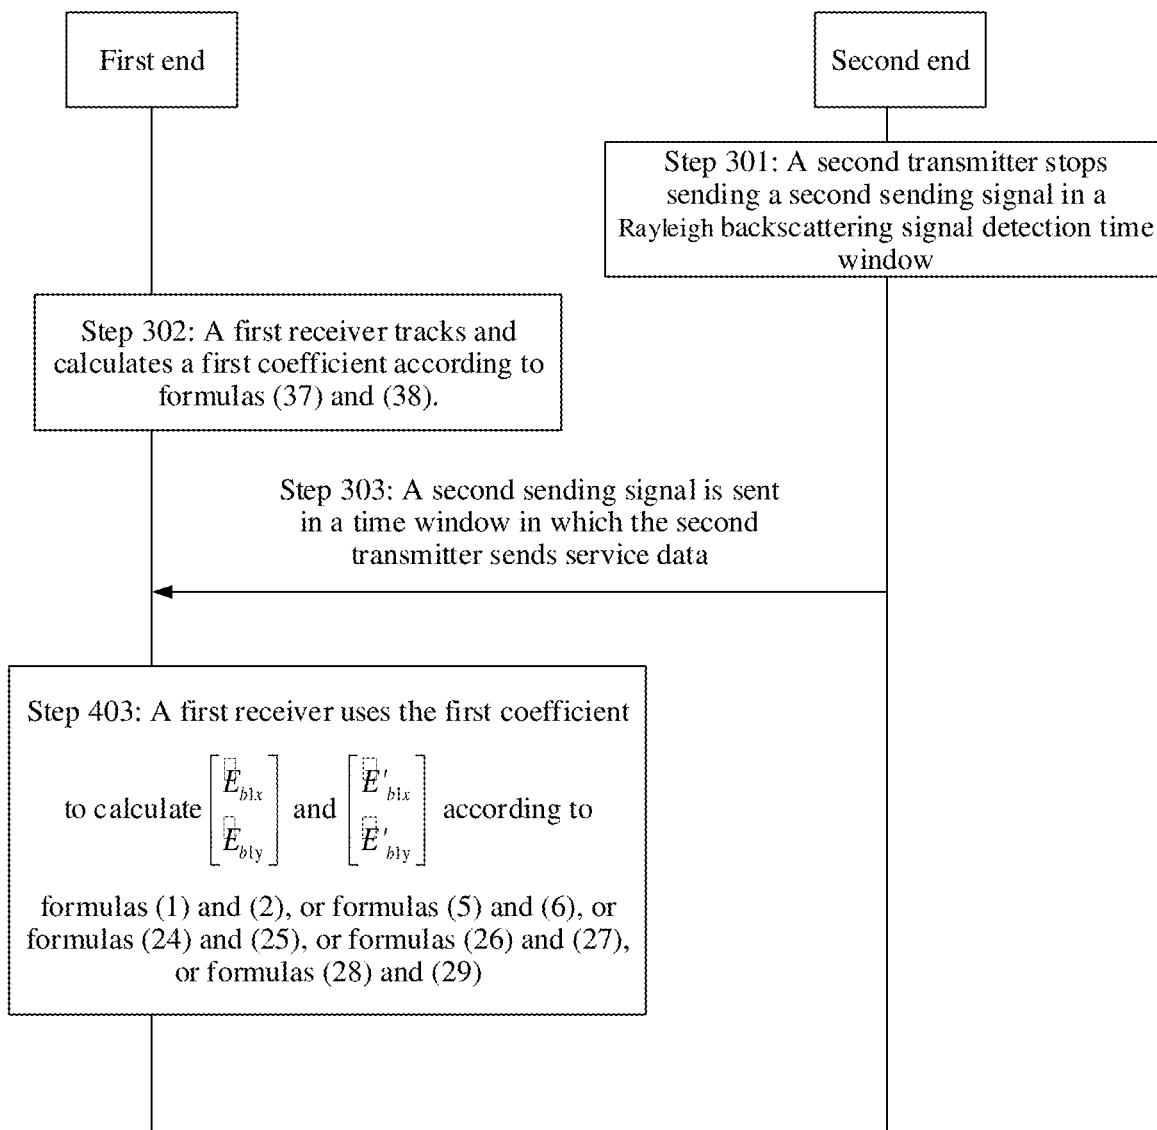 First end
Second end
Step 301: A second transmitter stops
sending a second sending signal in a
Rayleigh backscattering signal detection time
window
Step 302: A first receiver tracks and
calculates a first coefficient according to
formulas (37) and (38).
Step 303: A second sending signal is sent
in a time window in which the second
transmitter sends service data
Step 403: A first receiver uses the first coefficient
to calculate [E_b1x E_b1y] and [E'_b1x E'_b1y] according to
formulas (1) and (2), or formulas (5) and (6), or
formulas (24) and (25), or formulas (26) and (27),
or formulas (28) and (29)